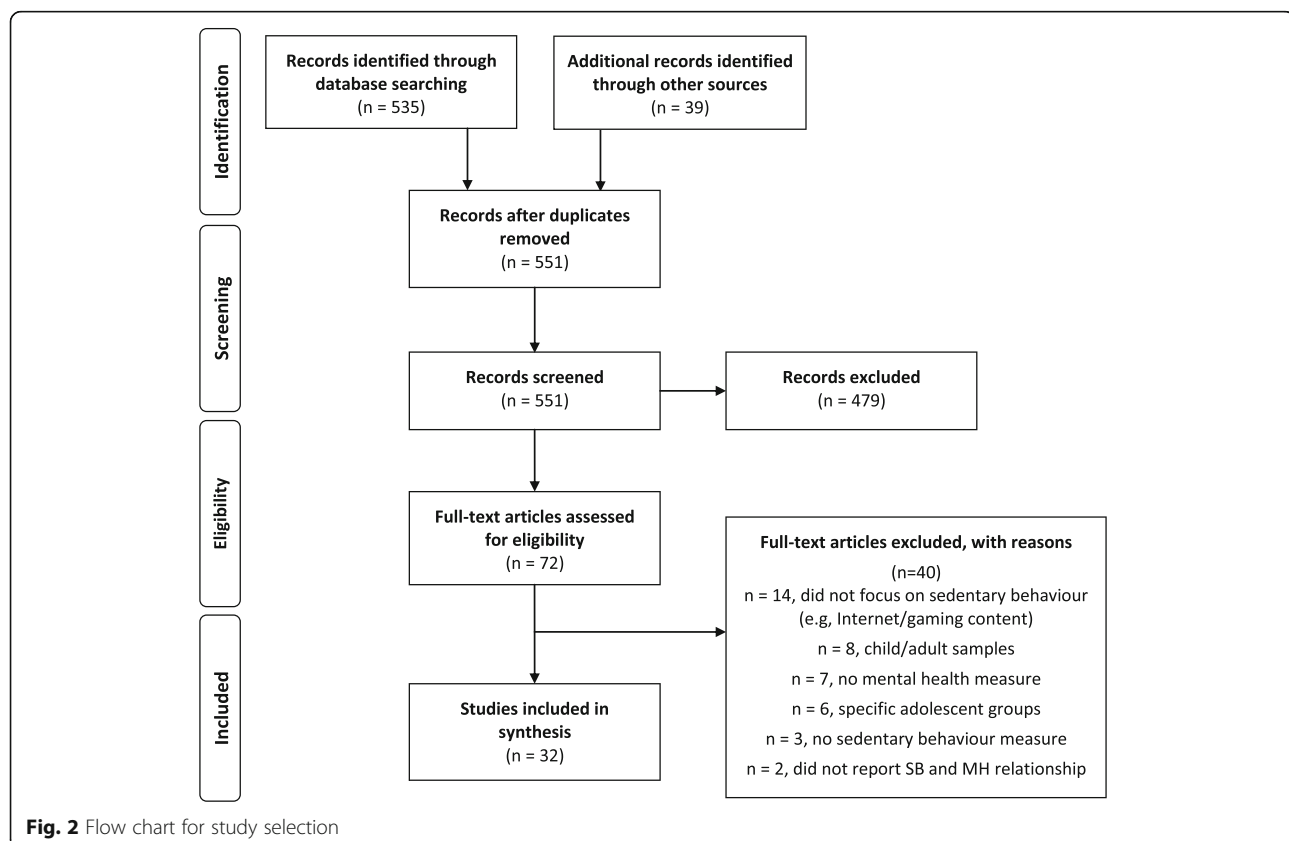 Identification
Records identified through
database searching
(n = 535)
Additional records identified
through other sources
(n = 39)
Records after duplicates
removed
(n = 551)
Screening
Records screened
(n = 551)
Records excluded
(n = 479)
Eligibility
Full-text articles assessed
for eligibility
(n = 72)
Full-text articles excluded, with reasons
(n=40)
n = 14, did not focus on sedentary behaviour
(e.g, Internet/gaming content)
n = 8, child/adult samples
n = 7, no mental health measure
n = 6, specific adolescent groups
n = 3, no sedentary behaviour measure
n = 2, did not report SB and MH relationship
Included
Studies included in
synthesis
(n = 32)
Fig. 2 Flow chart for study selection